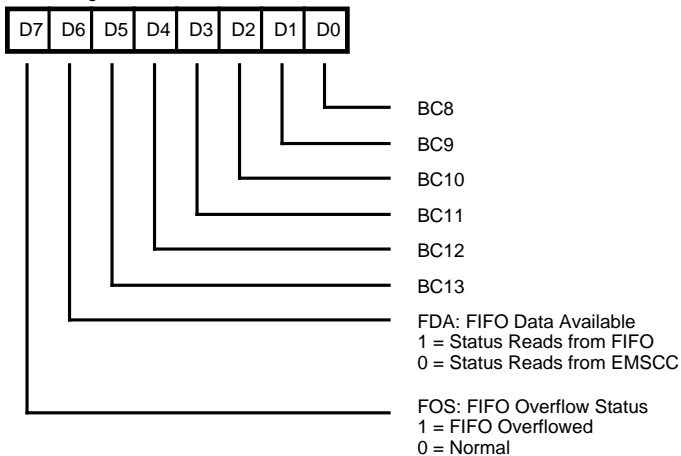 D7 D6 D5 D4 D3 D2 D1 D0
BC8
BC9
BC10
BC11
BC12
BC13
FDA: FIFO Data Available
1 = Status Reads from FIFO
0 = Status Reads from EMSCC
FOS: FIFO Overflow Status
1 = FIFO Overflowed
0 = Normal